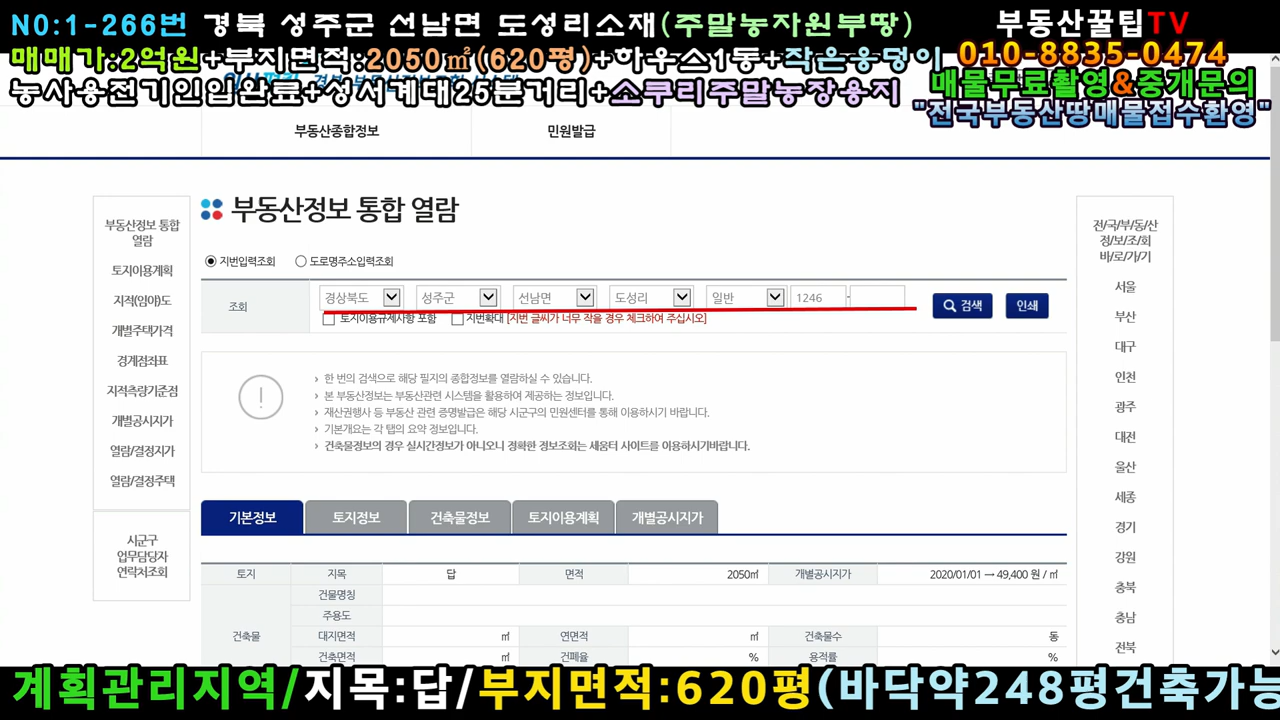 NO:1-266번 경북 성주군 선남면 도성리소재(주말농자원부땅)
부동산꿀팁TV
매매가:2억원+부지면적:2050㎡(620평)+하우스1동+작은웅덩이
010-8835-0474
농사용전기인입완료+성서계대25분거리+소쿠리주말농장용지
매물무료촬영&중개문의
"전국부동산땅매물접수환영"
부동산종합정보 민원발급
부동산정보 통합 열람
지번입력조회 도로명주소입력조회
조회 경상북도 성주군 선남면 도성리 일반 1246 - 검색 인쇄
토지이용규제사항 포함 지번확대 [지번 글씨가 너무 작을 경우 체크하여 주십시오]
부동산정보 통합
열람
토지이용계획
지적(임야)도
개별주택가격
경계점좌표
지적측량기준점
개별공시지가
열람/결정지가
열람/결정주택
시군구
업무담당자
연락처조회
› 한 번의 검색으로 해당 필지의 종합정보를 열람하실 수 있습니다.
› 본 부동산정보는 부동산관련 시스템을 활용하여 제공하는 정보입니다.
› 재산권행사 등 부동산 관련 증명발급은 해당 시군구의 민원센터를 통해 이용하시기 바랍니다.
› 기본개요는 각 탭의 요약 정보입니다.
› 건축물정보의 경우 실시간정보가 아니오니 정확한 정보조회는 세움터 사이트를 이용하시기바랍니다.
기본정보 토지정보 건축물정보 토지이용계획 개별공시지가
토지 지목 답 면적 2050㎡ 개별공시지가 2020/01/01 → 49,400 원 / ㎡
건물명칭
주용도
건축물 대지면적 ㎡ 연면적 ㎡ 건축물수 동
건축면적 ㎡ 건폐율 % 용적률 %
전/국/부/동/산
정/보/조/회
바/로/가/기
서울
부산
대구
인천
광주
대전
울산
세종
경기
강원
충북
충남
전북
계획관리지역/지목:답/부지면적:620평(바닥약248평건축가능